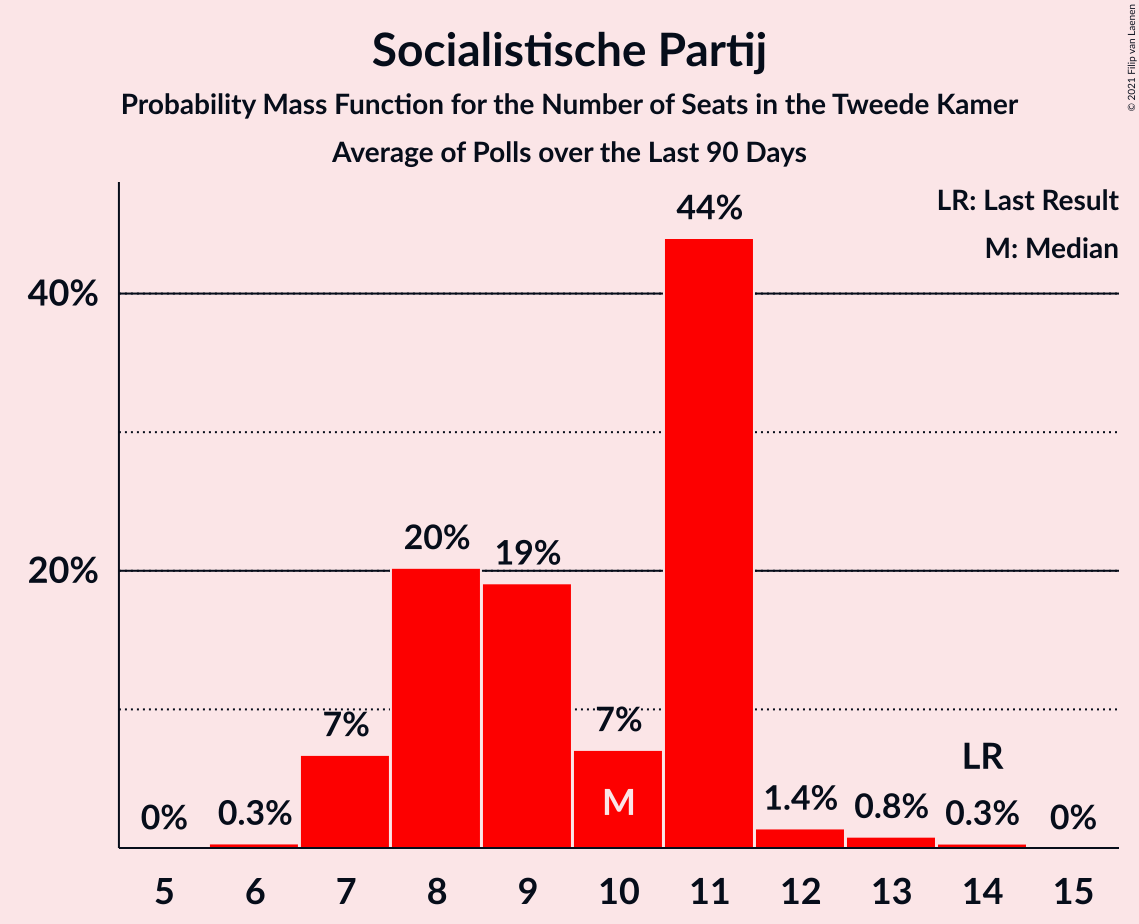 Socialistische Partij
Probability Mass Function for the Number of Seats in the Tweede Kamer
Average of Polls over the Last 90 Days
© 2021 Filip van Laenen
LR: Last Result
M: Median
40%
20%
0%
0.3%
7%
20%
19%
7%
44%
1.4%
0.8%
0.3%
0%
LR
M
5 6 7 8 9 10 11 12 13 14 15